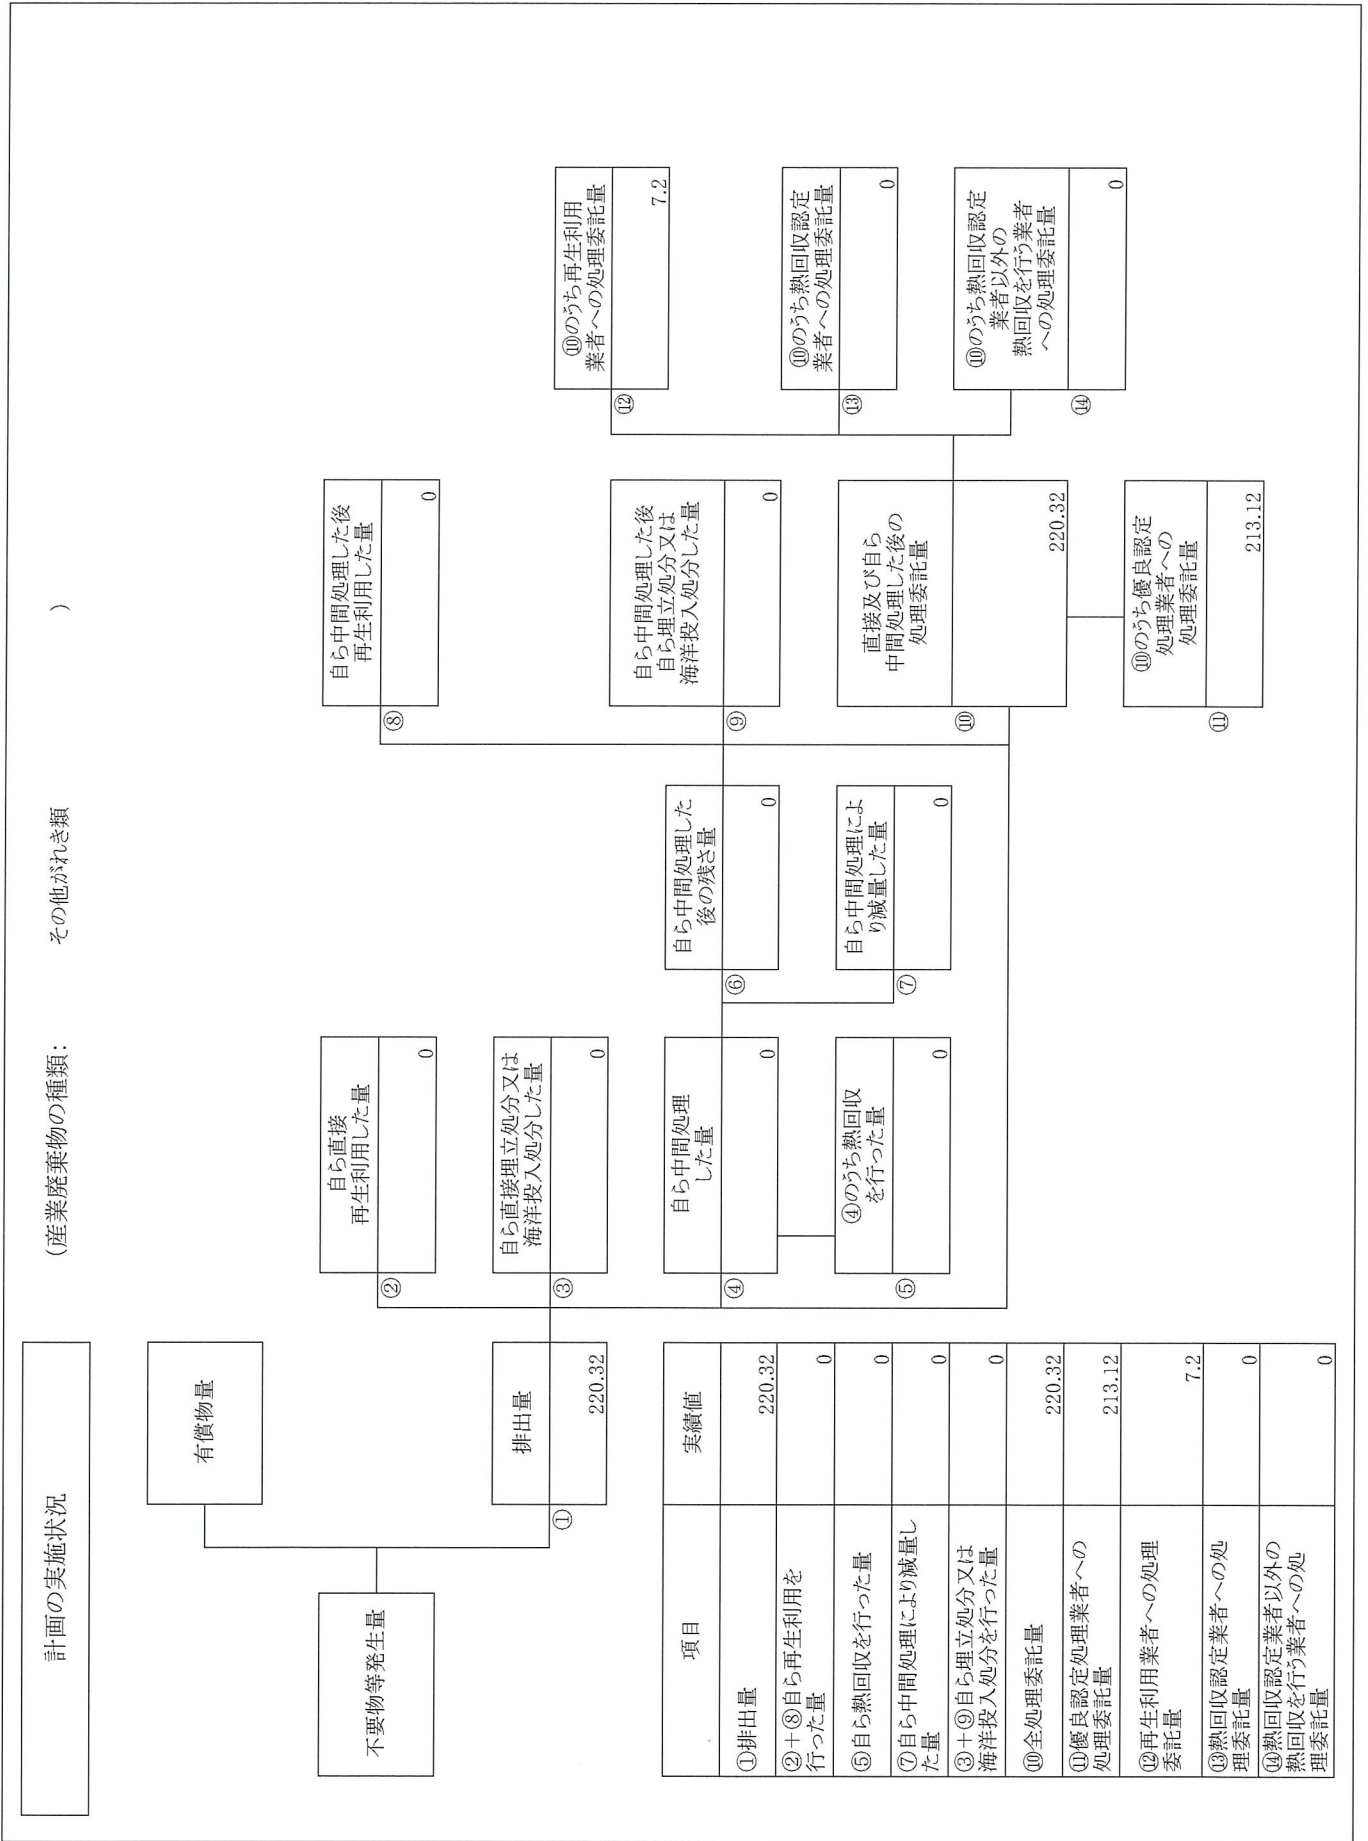 計画の実施状況
(産業廃棄物の種類：
その他がれき類
)
不要物等発生量
有償物量
①
排出量
220.32
②
自ら直接
再生利用した量
0
③
自ら直接埋立処分又は
海洋投入処分した量
0
④
自ら中間処理
した量
0
⑤
④のうち熱回収
を行った量
0
⑥
自ら中間処理した
後の残さ量
0
⑦
自ら中間処理によ
り減量した量
0
⑧
自ら中間処理した後
再生利用した量
0
⑨
自ら中間処理した後
自ら埋立処分又は
海洋投入処分した量
0
⑩
直接及び自ら
中間処理した後の
処理委託量
220.32
⑪
⑩のうち優良認定
処理業者への
処理委託量
213.12
⑫
⑩のうち再生利用
業者への処理委託量
7.2
⑬
⑩のうち熱回収認定
業者への処理委託量
0
⑭
⑩のうち熱回収認定
業者以外の
熱回収を行う業者
への処理委託量
0
項目
実績値
①排出量
220.32
②＋⑧自ら再生利用を
行った量
0
⑤自ら熱回収を行った量
0
⑦自ら中間処理により減量し
た量
0
③＋⑨自ら埋立処分又は
海洋投入処分を行った量
0
⑩全処理委託量
220.32
⑪優良認定処理業者への
処理委託量
213.12
⑫再生利用業者への処理
委託量
7.2
⑬熱回収認定業者への処
理委託量
0
⑭熱回収認定業者以外の
熱回収を行う業者への処
理委託量
0